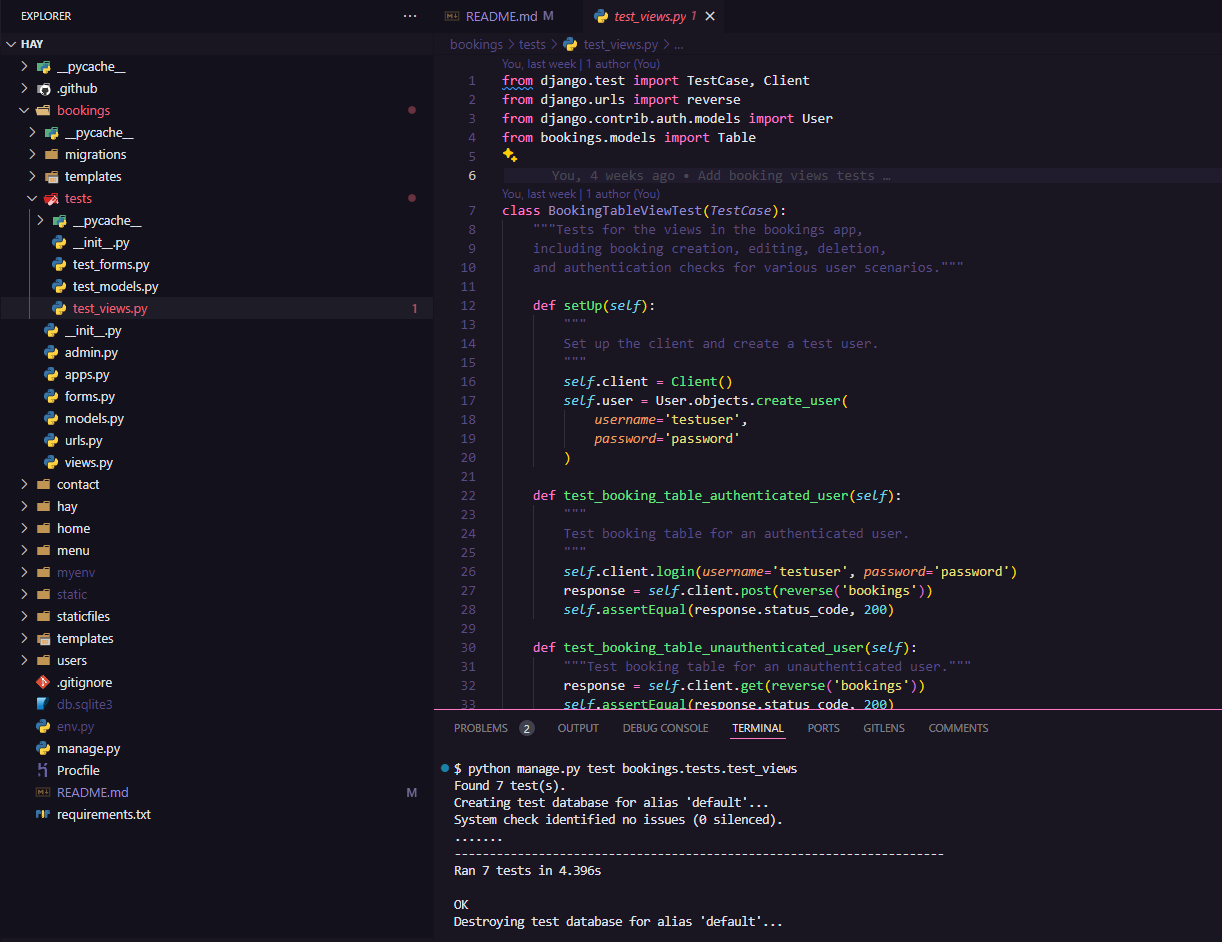 EXPLORER
HAY
__pycache__
.github
bookings
__pycache__
migrations
templates
tests
__pycache__
__init__.py
test_forms.py
test_models.py
test_views.py 1
__init__.py
admin.py
apps.py
forms.py
models.py
urls.py
views.py
contact
hay
home
menu
myenv
static
staticfiles
templates
users
.gitignore
db.sqlite3
env.py
manage.py
Procfile
README.md M
requirements.txt
README.md M test_views.py 1
bookings > tests > test_views.py > ...
You, last week | 1 author (You)
1 from django.test import TestCase, Client
2 from django.urls import reverse
3 from django.contrib.auth.models import User
4 from bookings.models import Table
5
6 You, 4 weeks ago • Add booking views tests …
You, last week | 1 author (You)
7 class BookingTableViewTest(TestCase):
8 """Tests for the views in the bookings app,
9 including booking creation, editing, deletion,
10 and authentication checks for various user scenarios."""
11
12 def setUp(self):
13 """
14 Set up the client and create a test user.
15 """
16 self.client = Client()
17 self.user = User.objects.create_user(
18 username='testuser',
19 password='password'
20 )
21
22 def test_booking_table_authenticated_user(self):
23 """
24 Test booking table for an authenticated user.
25 """
26 self.client.login(username='testuser', password='password')
27 response = self.client.post(reverse('bookings'))
28 self.assertEqual(response.status_code, 200)
29
30 def test_booking_table_unauthenticated_user(self):
31 """Test booking table for an unauthenticated user."""
32 response = self.client.get(reverse('bookings'))
33 self.assertEqual(response.status_code, 200)
PROBLEMS 2 OUTPUT DEBUG CONSOLE TERMINAL PORTS GITLENS COMMENTS
$ python manage.py test bookings.tests.test_views
Found 7 test(s).
Creating test database for alias 'default'...
System check identified no issues (0 silenced).
.......
----------------------------------------------------------------------
Ran 7 tests in 4.396s
OK
Destroying test database for alias 'default'...